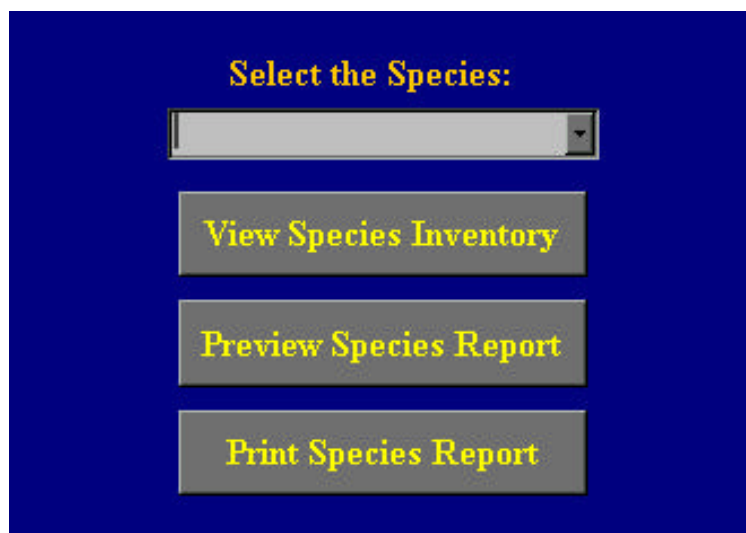 Select the Species:
View Species Inventory
Preview Species Report
Print Species Report